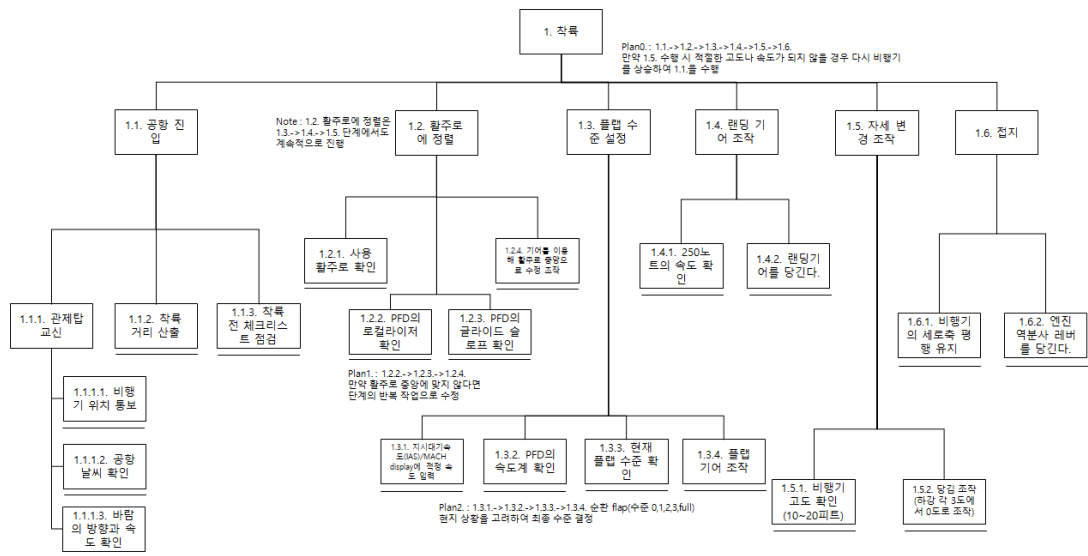 1. 착륙
Plan0. : 1.1.->1.2.->1.3.->1.4.->1.5.->1.6.
만약 1.5. 수행 시 적절한 고도나 속도가 되지 않을 경우 다시 비행기
를 상승하여 1.1.을 수행
1.1. 공항 진
입
Note : 1.2. 활주로에 정렬은
1.3.->1.4.->1.5. 단계에서도
계속적으로 진행
1.2. 활주로
에 정렬
1.3. 플랩 수
준 설정
1.4. 랜딩 기
어 조작
1.5. 자세 변
경 조작
1.6. 접지
1.2.1. 사용
활주로 확인
1.2.4. 기어를 이용
해 활주로 중앙으
로 수정 조작
1.4.1. 250노
트의 속도 확
인
1.4.2. 랜딩기
어를 당긴다.
1.1.1. 관제탑
교신
1.1.2. 착륙
거리 산출
1.1.3. 착륙
전 체크리스
트 점검
1.2.2. PFD의
로컬라이저
확인
1.2.3. PFD의
글라이드 슬
로프 확인
1.6.1. 비행기
의 세로축 평
행 유지
1.6.2. 엔진
역분사 레버
를 당긴다.
Plan1. : 1.2.2.->1.2.3.->1.2.4.
만약 활주로 중앙에 맞지 않다면
단계의 반복 작업으로 수정
1.1.1.1. 비행
기 위치 통보
1.1.1.2. 공항
날씨 확인
1.1.1.3. 바람
의 방향과 속
도 확인
1.3.1. 지시대기속
도(IAS)/MACH
display에 적정 속
도 입력
1.3.2. PFD의
속도계 확인
1.3.3. 현재
플랩 수준 확
인
1.3.4. 플랩
기어 조작
Plan2. : 1.3.1.->1.3.2.->1.3.3.->1.3.4. 순환 flap(수준 0,1,2,3,full)
현지 상황을 고려하여 최종 수준 결정
1.5.1. 비행기
고도 확인
(10~20피트)
1.5.2. 당김 조작
(하강 각 3도에
서 0도로 조작)